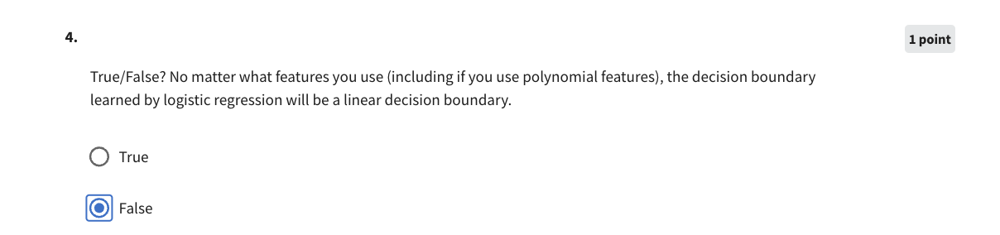 4.
1 point
True/False? No matter what features you use (including if you use polynomial features), the decision boundary
learned by logistic regression will be a linear decision boundary.
True
False